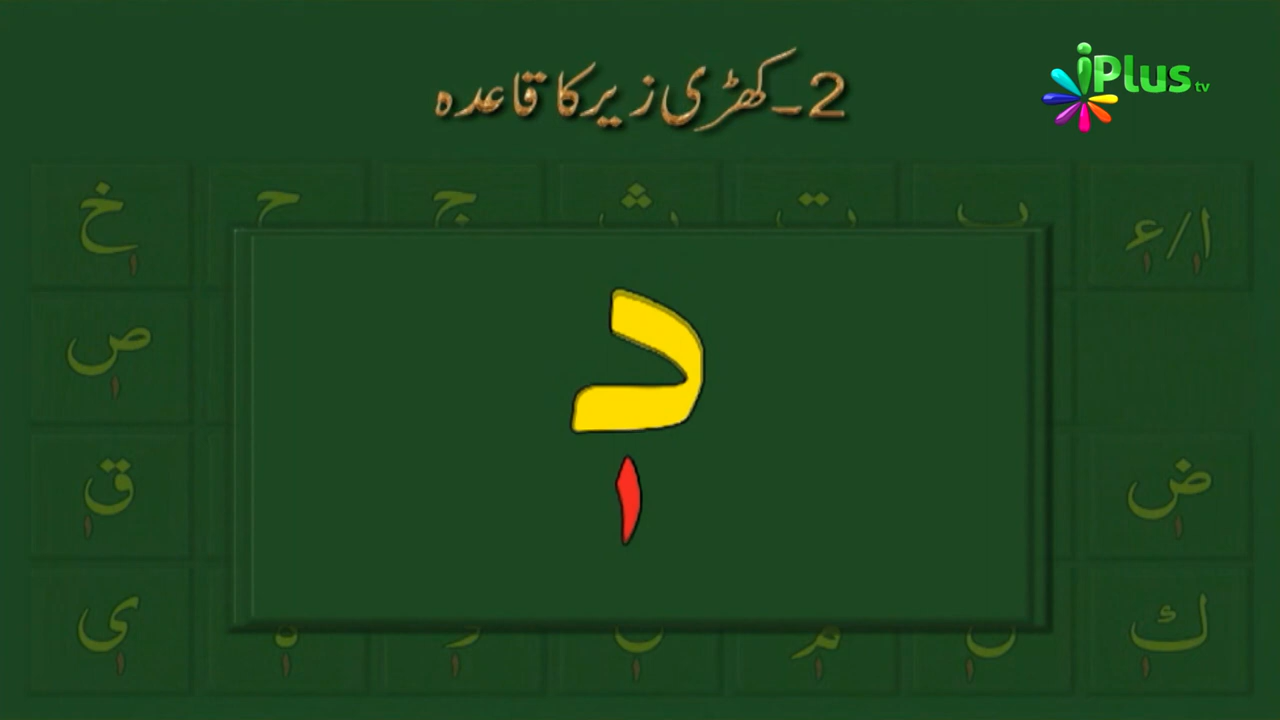 2۔کھڑی زیر کا قاعدہ
iPlus tv
ا/ء ب ت ث ج ح خ
دٖ
ص
ض ق
ك ل م ن و ه ی